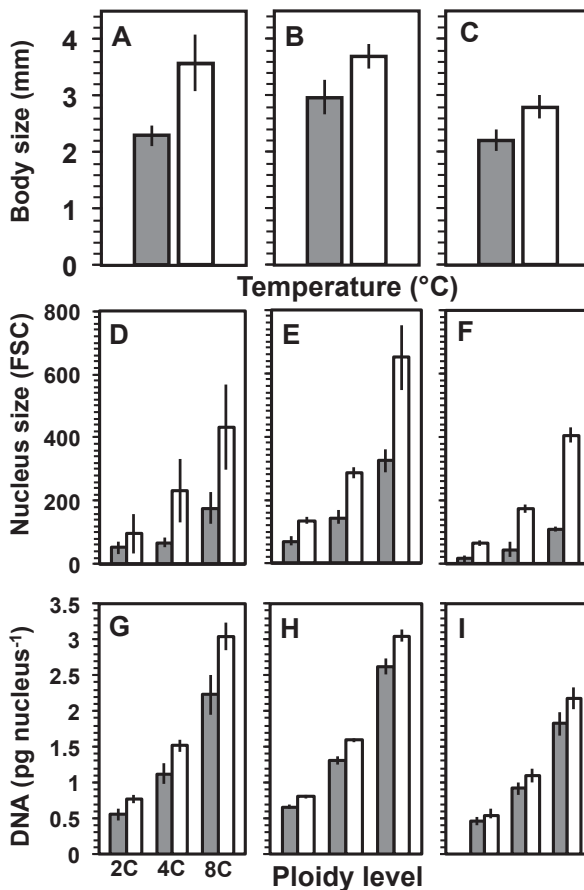 Body size (mm)
4
3
2
1
0
A
B
C
Temperature (°C)
Nucleus size (FSC)
800
600
400
200
0
D
E
F
DNA (pg nucleus⁻¹)
3.5
3
2.5
2
1.5
1
0.5
0
G
H
I
2C 4C 8C
Ploidy level